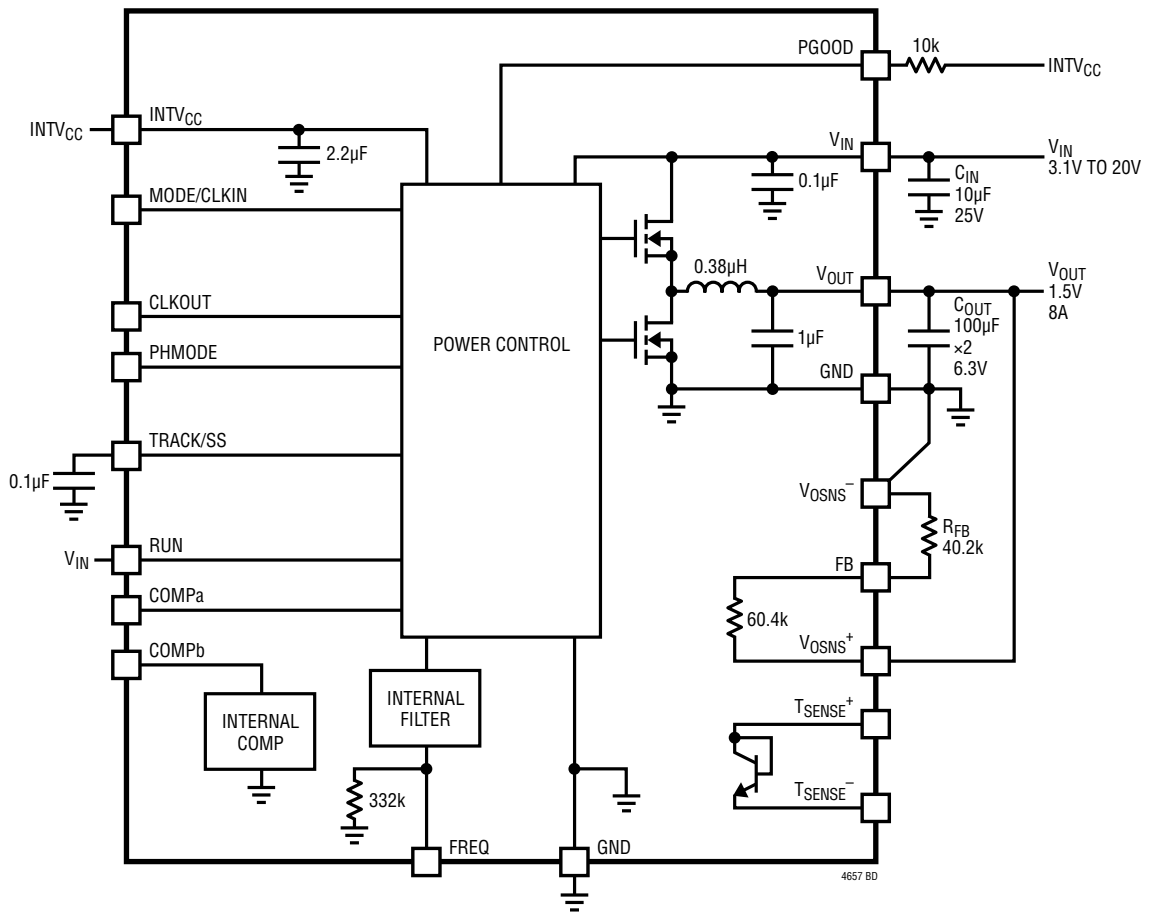 PGOOD
10k
INTVCC
INTVCC
INTVCC
2.2µF
VIN
VIN
3.1V TO 20V
0.1µF
CIN
10µF
25V
MODE/CLKIN
0.38µH
VOUT
VOUT
1.5V
8A
CLKOUT
COUT
100µF
×2
6.3V
1µF
POWER CONTROL
PHMODE
GND
TRACK/SS
0.1µF
VOSNS–
RFB
40.2k
RUN
VIN
FB
COMPa
60.4k
COMPb
VOSNS+
INTERNAL
FILTER
INTERNAL
COMP
TSENSE+
332k
TSENSE–
FREQ
GND
4657 BD